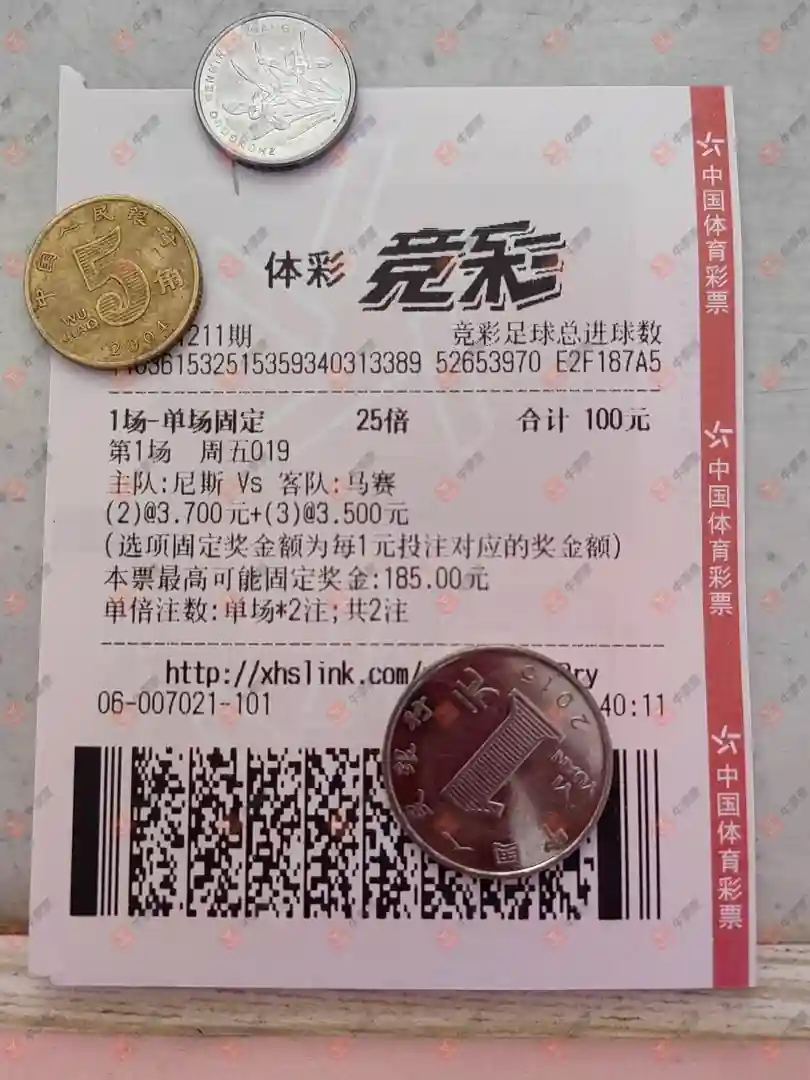 体彩 竞彩
211期 竞彩足球总进球数
10361532515359340313389 52653970 E2F187A5
1场-单场固定 25倍 合计 100元
第1场 周五019
主队:尼斯 Vs 客队:马赛
(2)@3.700元+(3)@3.500元
(选项固定奖金额为每1元投注对应的奖金额)
本票最高可能固定奖金:185.00元
单倍注数:单场*2注;共2注
http://xhslink.com/
06-007021-101 40:11
中国体育彩票
中国体育彩票
中国体育彩票
中国人民银行
5角
WU JIAO
2001
1
YUAN